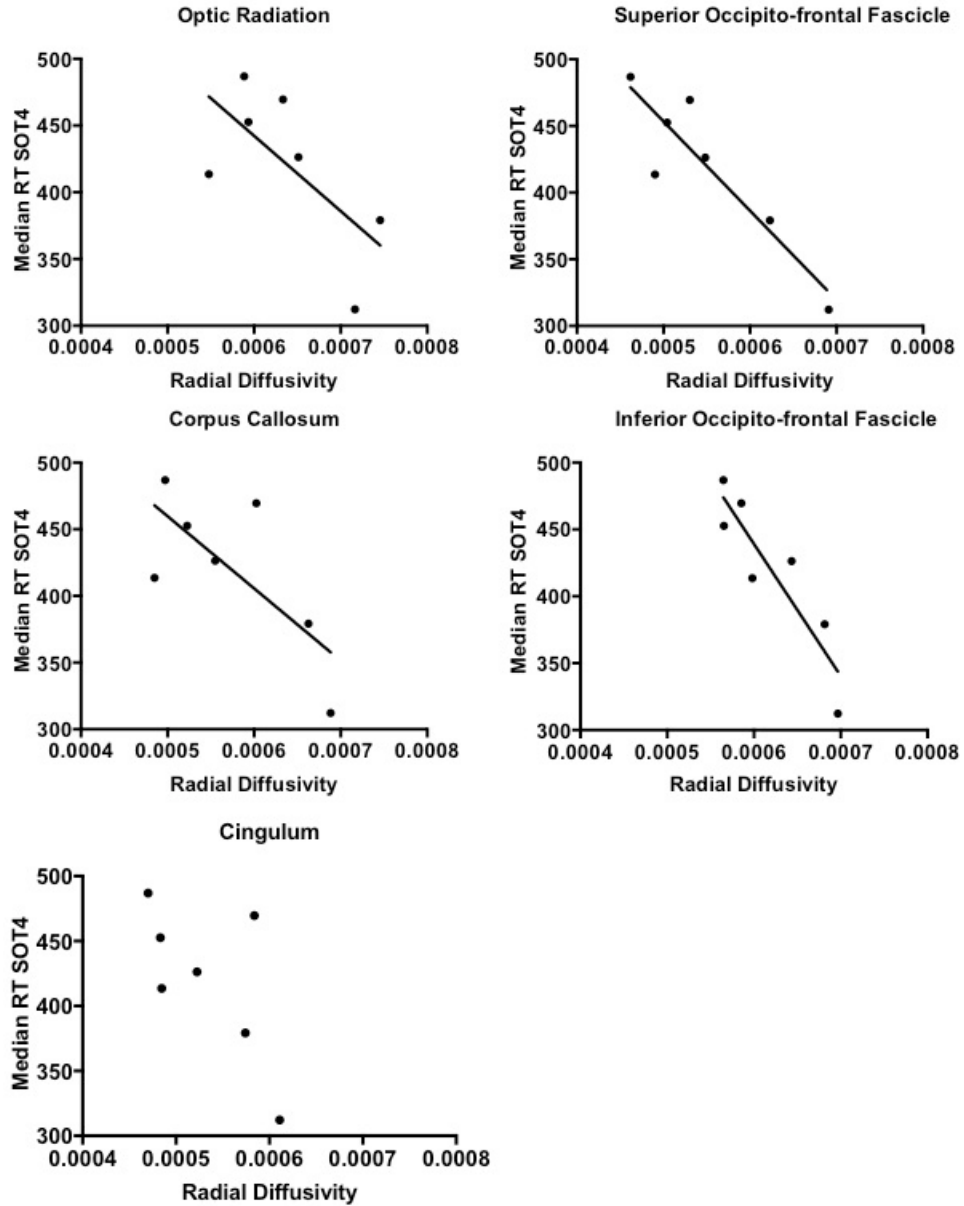 Optic Radiation
Median RT SOT4
500
450
400
350
300
0.0004 0.0005 0.0006 0.0007 0.0008
Radial Diffusivity
Superior Occipito-frontal Fascicle
Median RT SOT4
500
450
400
350
300
0.0004 0.0005 0.0006 0.0007 0.0008
Radial Diffusivity
Corpus Callosum
Median RT SOT4
500
450
400
350
300
0.0004 0.0005 0.0006 0.0007 0.0008
Radial Diffusivity
Inferior Occipito-frontal Fascicle
Median RT SOT4
500
450
400
350
300
0.0004 0.0005 0.0006 0.0007 0.0008
Radial Diffusivity
Cingulum
Median RT SOT4
500
450
400
350
300
0.0004 0.0005 0.0006 0.0007 0.0008
Radial Diffusivity